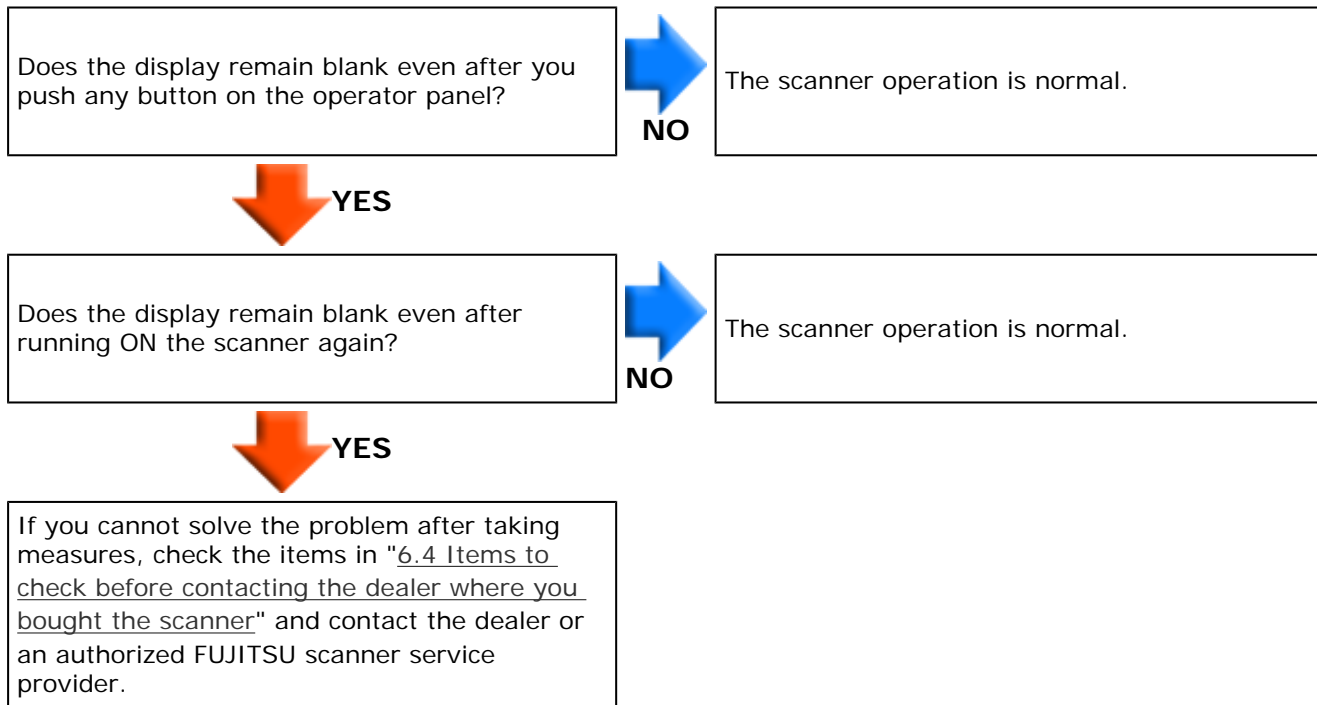 Does the display remain blank even after you
push any button on the operator panel?
The scanner operation is normal.
NO
YES
Does the display remain blank even after
running ON the scanner again?
The scanner operation is normal.
NO
YES
If you cannot solve the problem after taking
measures, check the items in "6.4 Items to
check before contacting the dealer where you
bought the scanner" and contact the dealer or
an authorized FUJITSU scanner service
provider.